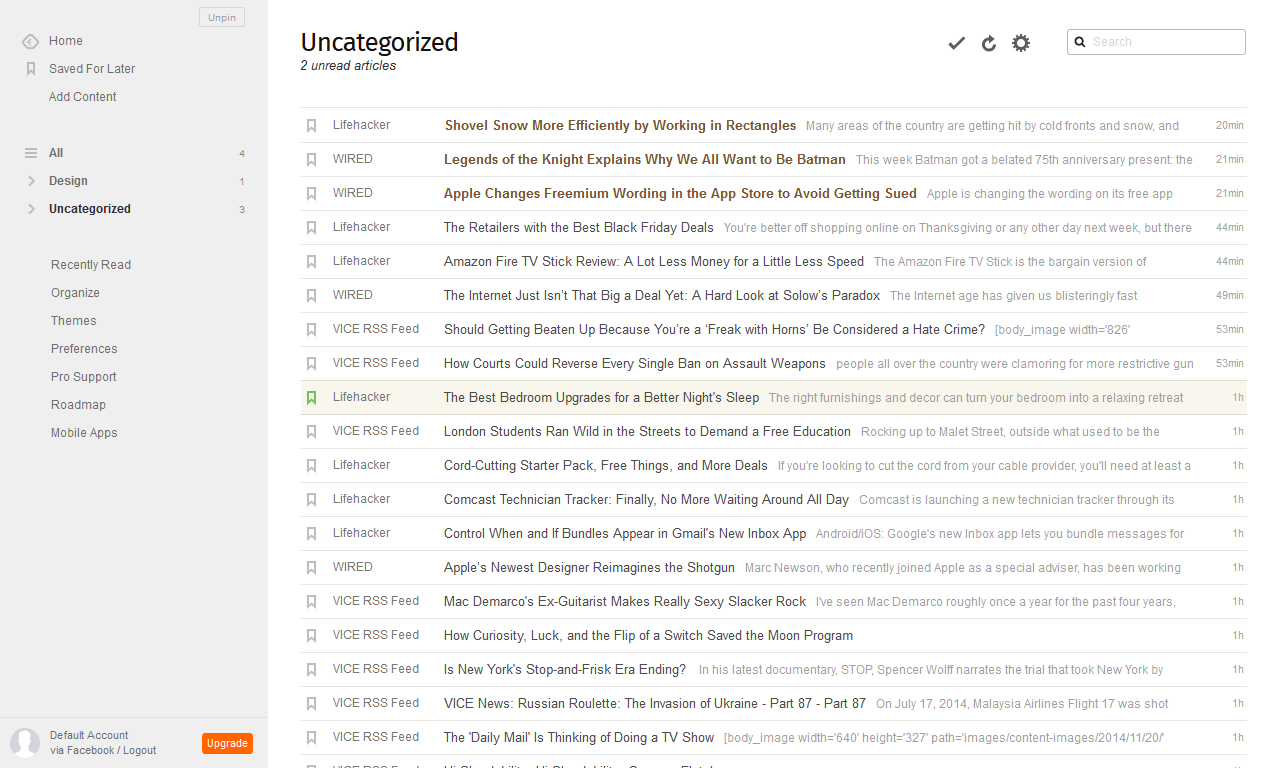 Unpin
Home
Saved For Later
Add Content
All 4
Design 1
Uncategorized 3
Recently Read
Organize
Themes
Preferences
Pro Support
Roadmap
Mobile Apps
Default Account
via Facebook / Logout
Upgrade
Uncategorized
2 unread articles
Search
Lifehacker Shovel Snow More Efficiently by Working in Rectangles Many areas of the country are getting hit by cold fronts and snow, and 20min
WIRED Legends of the Knight Explains Why We All Want to Be Batman This week Batman got a belated 75th anniversary present: the 21min
WIRED Apple Changes Freemium Wording in the App Store to Avoid Getting Sued Apple is changing the wording on its free app 21min
Lifehacker The Retailers with the Best Black Friday Deals You're better off shopping online on Thanksgiving or any other day next week, but there 44min
Lifehacker Amazon Fire TV Stick Review: A Lot Less Money for a Little Less Speed The Amazon Fire TV Stick is the bargain version of 44min
WIRED The Internet Just Isn’t That Big a Deal Yet: A Hard Look at Solow’s Paradox The Internet age has given us blisteringly fast 49min
VICE RSS Feed Should Getting Beaten Up Because You’re a ‘Freak with Horns’ Be Considered a Hate Crime? [body_image width='826' 53min
VICE RSS Feed How Courts Could Reverse Every Single Ban on Assault Weapons people all over the country were clamoring for more restrictive gun 53min
Lifehacker The Best Bedroom Upgrades for a Better Night's Sleep The right furnishings and decor can turn your bedroom into a relaxing retreat 1h
VICE RSS Feed London Students Ran Wild in the Streets to Demand a Free Education Rocking up to Malet Street, outside what used to be the 1h
Lifehacker Cord-Cutting Starter Pack, Free Things, and More Deals If you're looking to cut the cord from your cable provider, you'll need at least a 1h
Lifehacker Comcast Technician Tracker: Finally, No More Waiting Around All Day Comcast is launching a new technician tracker through its 1h
Lifehacker Control When and If Bundles Appear in Gmail's New Inbox App Android/iOS: Google's new Inbox app lets you bundle messages for 1h
WIRED Apple’s Newest Designer Reimagines the Shotgun Marc Newson, who recently joined Apple as a special adviser, has been working 1h
VICE RSS Feed Mac Demarco's Ex-Guitarist Makes Really Sexy Slacker Rock I've seen Mac Demarco roughly once a year for the past four years, 1h
VICE RSS Feed How Curiosity, Luck, and the Flip of a Switch Saved the Moon Program 1h
VICE RSS Feed Is New York's Stop-and-Frisk Era Ending? In his latest documentary, STOP, Spencer Wolff narrates the trial that took New York by 1h
VICE RSS Feed VICE News: Russian Roulette: The Invasion of Ukraine - Part 87 - Part 87 On July 17, 2014, Malaysia Airlines Flight 17 was shot 1h
VICE RSS Feed The 'Daily Mail' Is Thinking of Doing a TV Show [body_image width='640' height='327' path='images/content-images/2014/11/20/' 1h
VICE RSS Feed